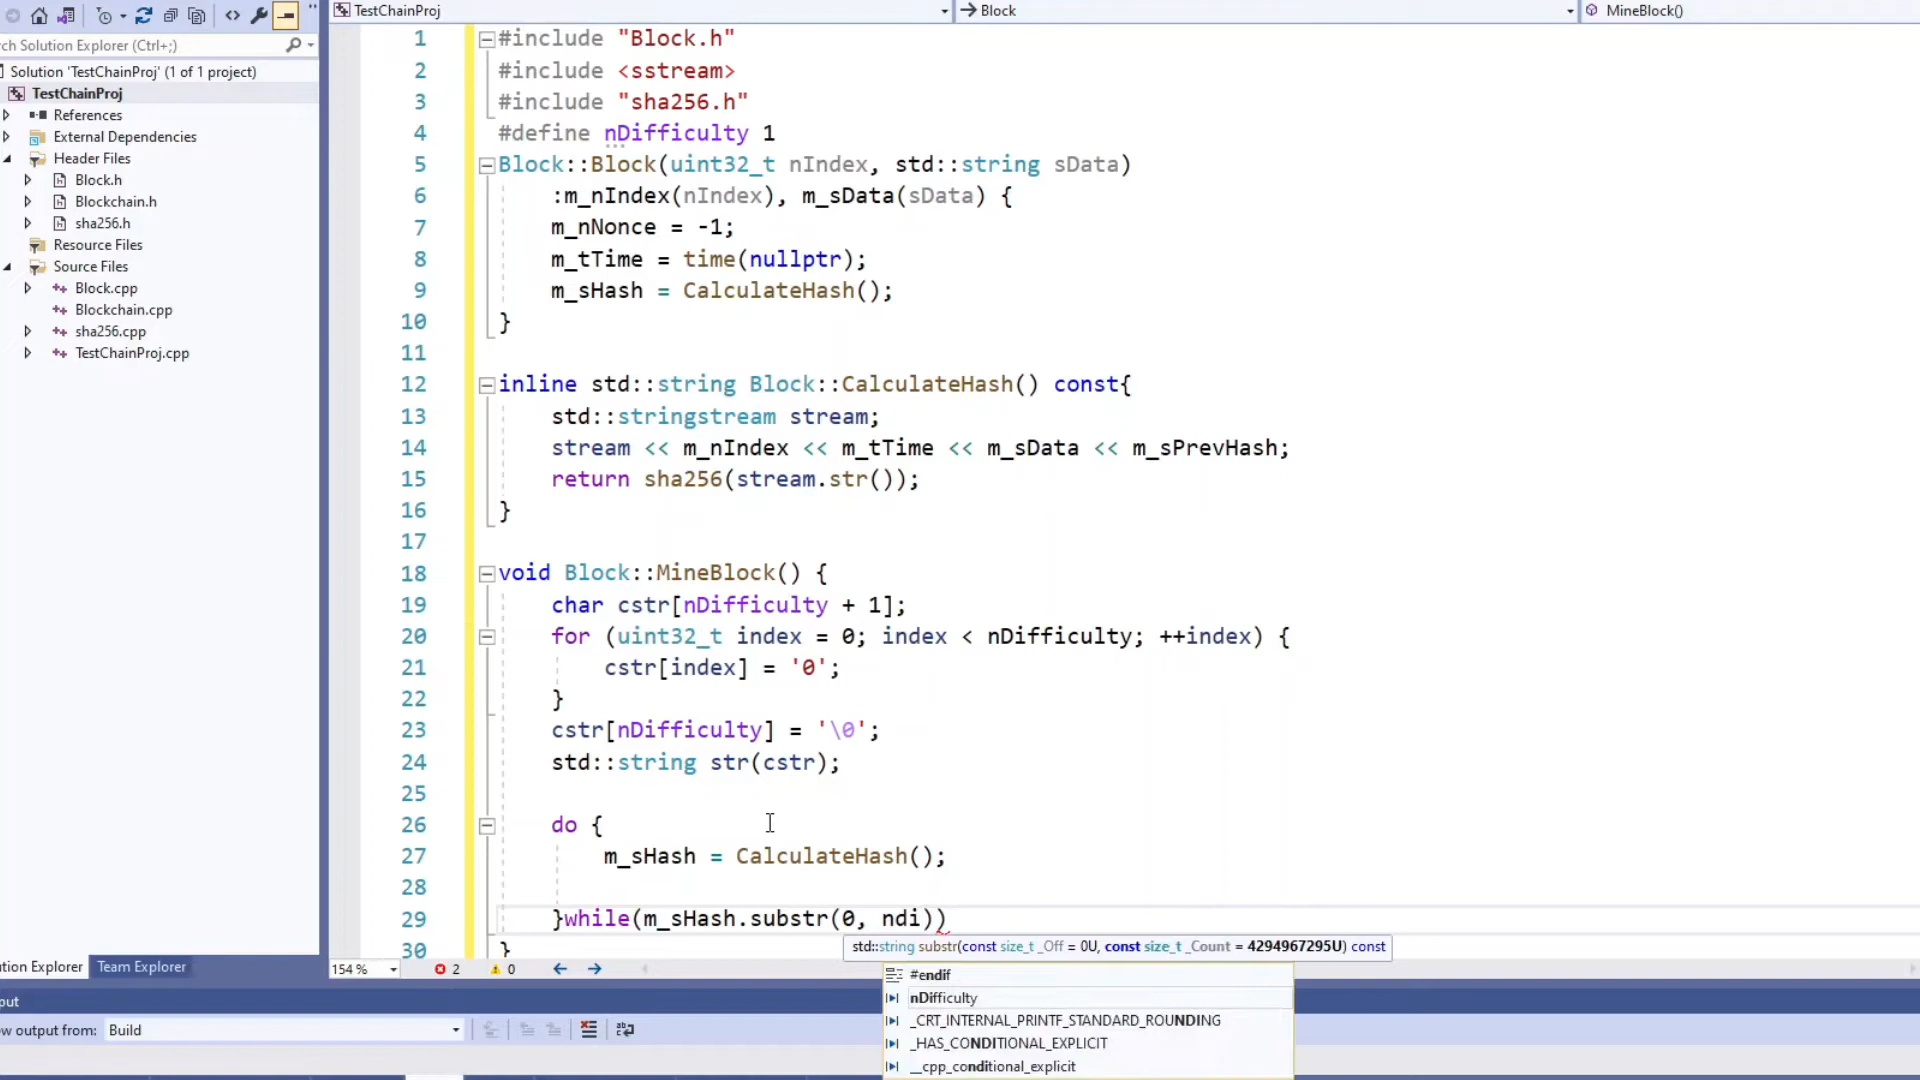 TestChainProj
Block
MineBlock()
ch Solution Explorer (Ctrl+;)
Solution 'TestChainProj' (1 of 1 project)
TestChainProj
References
External Dependencies
Header Files
Block.h
Blockchain.h
sha256.h
Resource Files
Source Files
Block.cpp
Blockchain.cpp
sha256.cpp
TestChainProj.cpp
1 #include "Block.h"
2 #include <sstream>
3 #include "sha256.h"
4 #define nDifficulty 1
5 Block::Block(uint32_t nIndex, std::string sData)
6 :m_nIndex(nIndex), m_sData(sData) {
7 m_nNonce = -1;
8 m_tTime = time(nullptr);
9 m_sHash = CalculateHash();
10 }
11
12 inline std::string Block::CalculateHash() const{
13 std::stringstream stream;
14 stream << m_nIndex << m_tTime << m_sData << m_sPrevHash;
15 return sha256(stream.str());
16 }
17
18 void Block::MineBlock() {
19 char cstr[nDifficulty + 1];
20 for (uint32_t index = 0; index < nDifficulty; ++index) {
21 cstr[index] = '0';
22 }
23 cstr[nDifficulty] = '\0';
24 std::string str(cstr);
25
26 do {
27 m_sHash = CalculateHash();
28
29 }while(m_sHash.substr(0, ndi))
30 }
std::string substr(const size_t _Off = 0U, const size_t _Count = 4294967295U) const
#endif
nDifficulty
_CRT_INTERNAL_PRINTF_STANDARD_ROUNDING
_HAS_CONDITIONAL_EXPLICIT
__cpp_conditional_explicit
154 %
2
0
ution Explorer
Team Explorer
put
w output from: Build